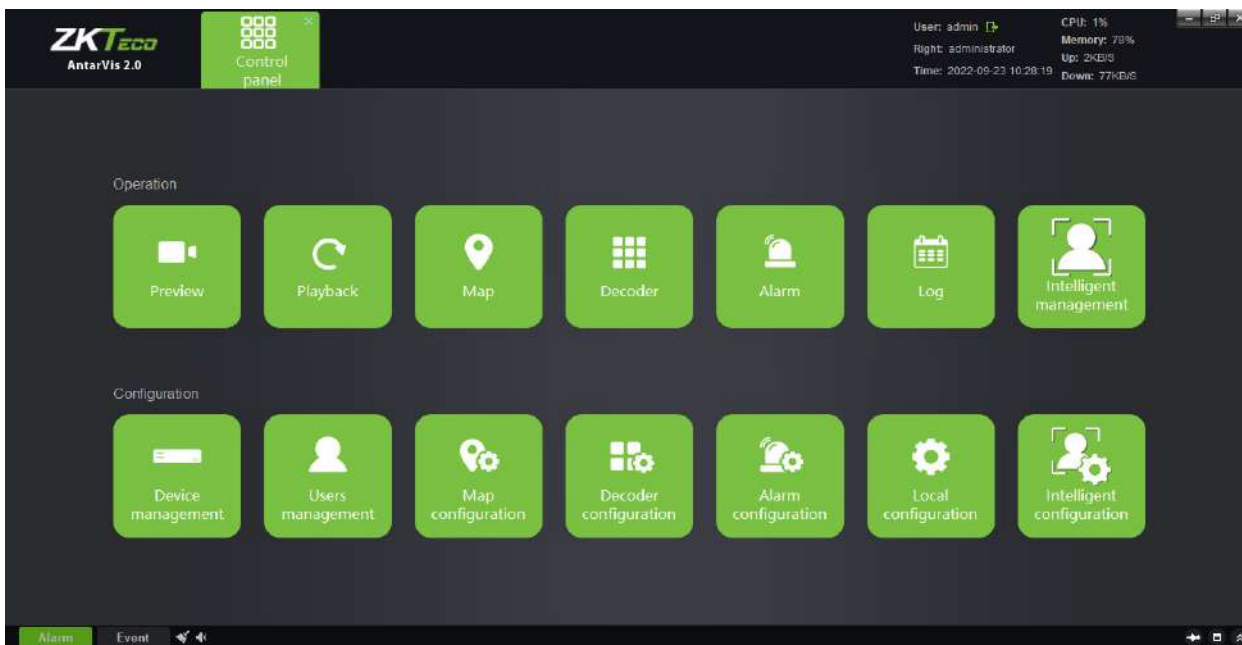 ZKTeco
AntarVis 2.0
Control
panel
User: admin
Right: administrator
Time: 2022-09-23 10:28:19
CPU: 1%
Memory: 78%
Up: 2KB/S
Down: 77KB/S
Operation
Preview
Playback
Map
Decoder
Alarm
Log
Intelligent
management
Configuration
Device
management
Users
management
Map
configuration
Decoder
configuration
Alarm
configuration
Local
configuration
Intelligent
configuration
Alarm
Event